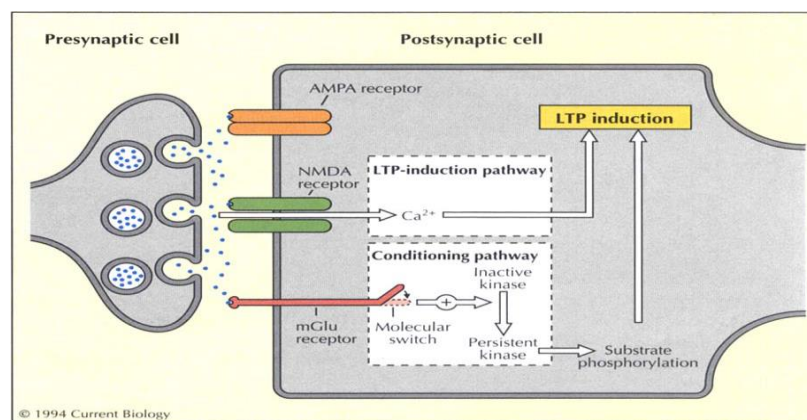 Presynaptic cell
Postsynaptic cell
AMPA receptor
LTP induction
NMDA
receptor
LTP-induction pathway
Ca²⁺
Conditioning pathway
Inactive
kinase
+
mGlu
receptor
Molecular
switch
Persistent
kinase
Substrate
phosphorylation
© 1994 Current Biology